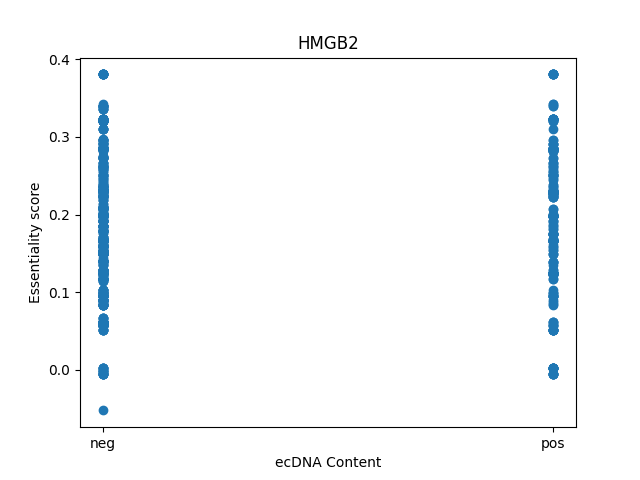 HMGB2
Essentiality score
0.4
0.3
0.2
0.1
0.0
neg
pos
ecDNA Content